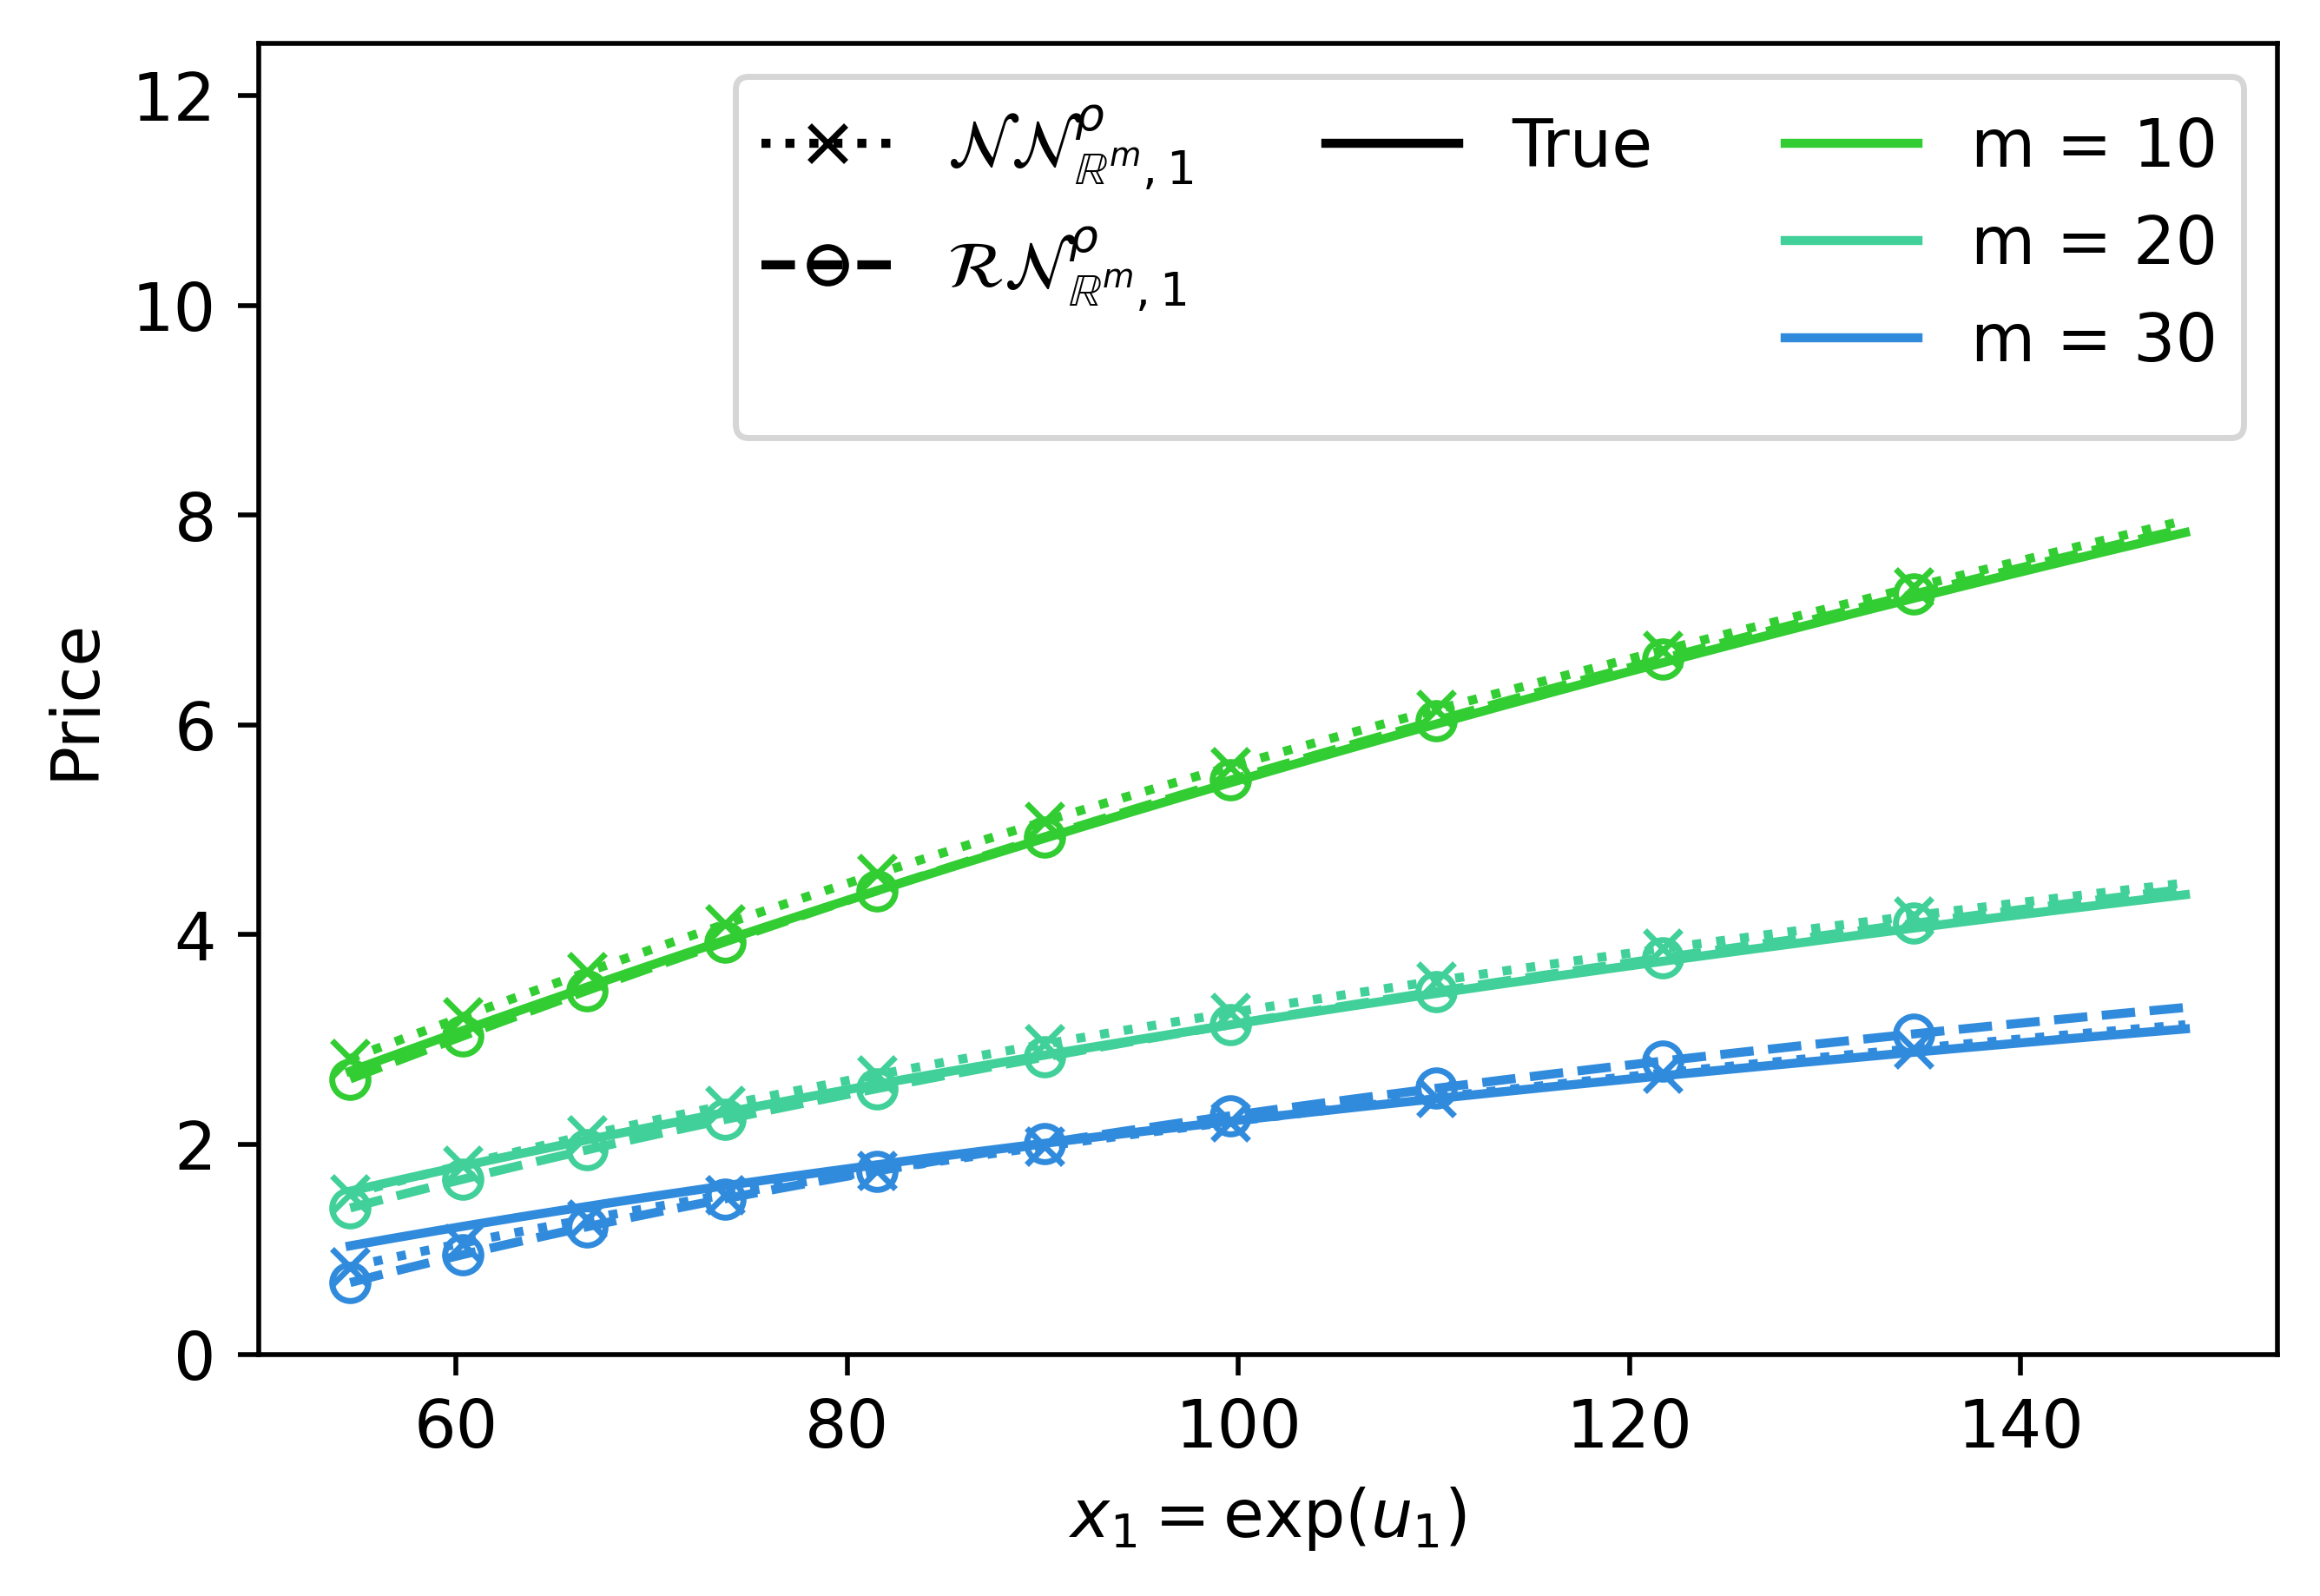 12
10
8
6
4
2
0
Price
60
80
100
120
140
x₁ = exp(u₁)
𝒩𝒩^ρ_{ℝ^m, 1}
ℛ𝒩^ρ_{ℝ^m, 1}
True
m = 10
m = 20
m = 30